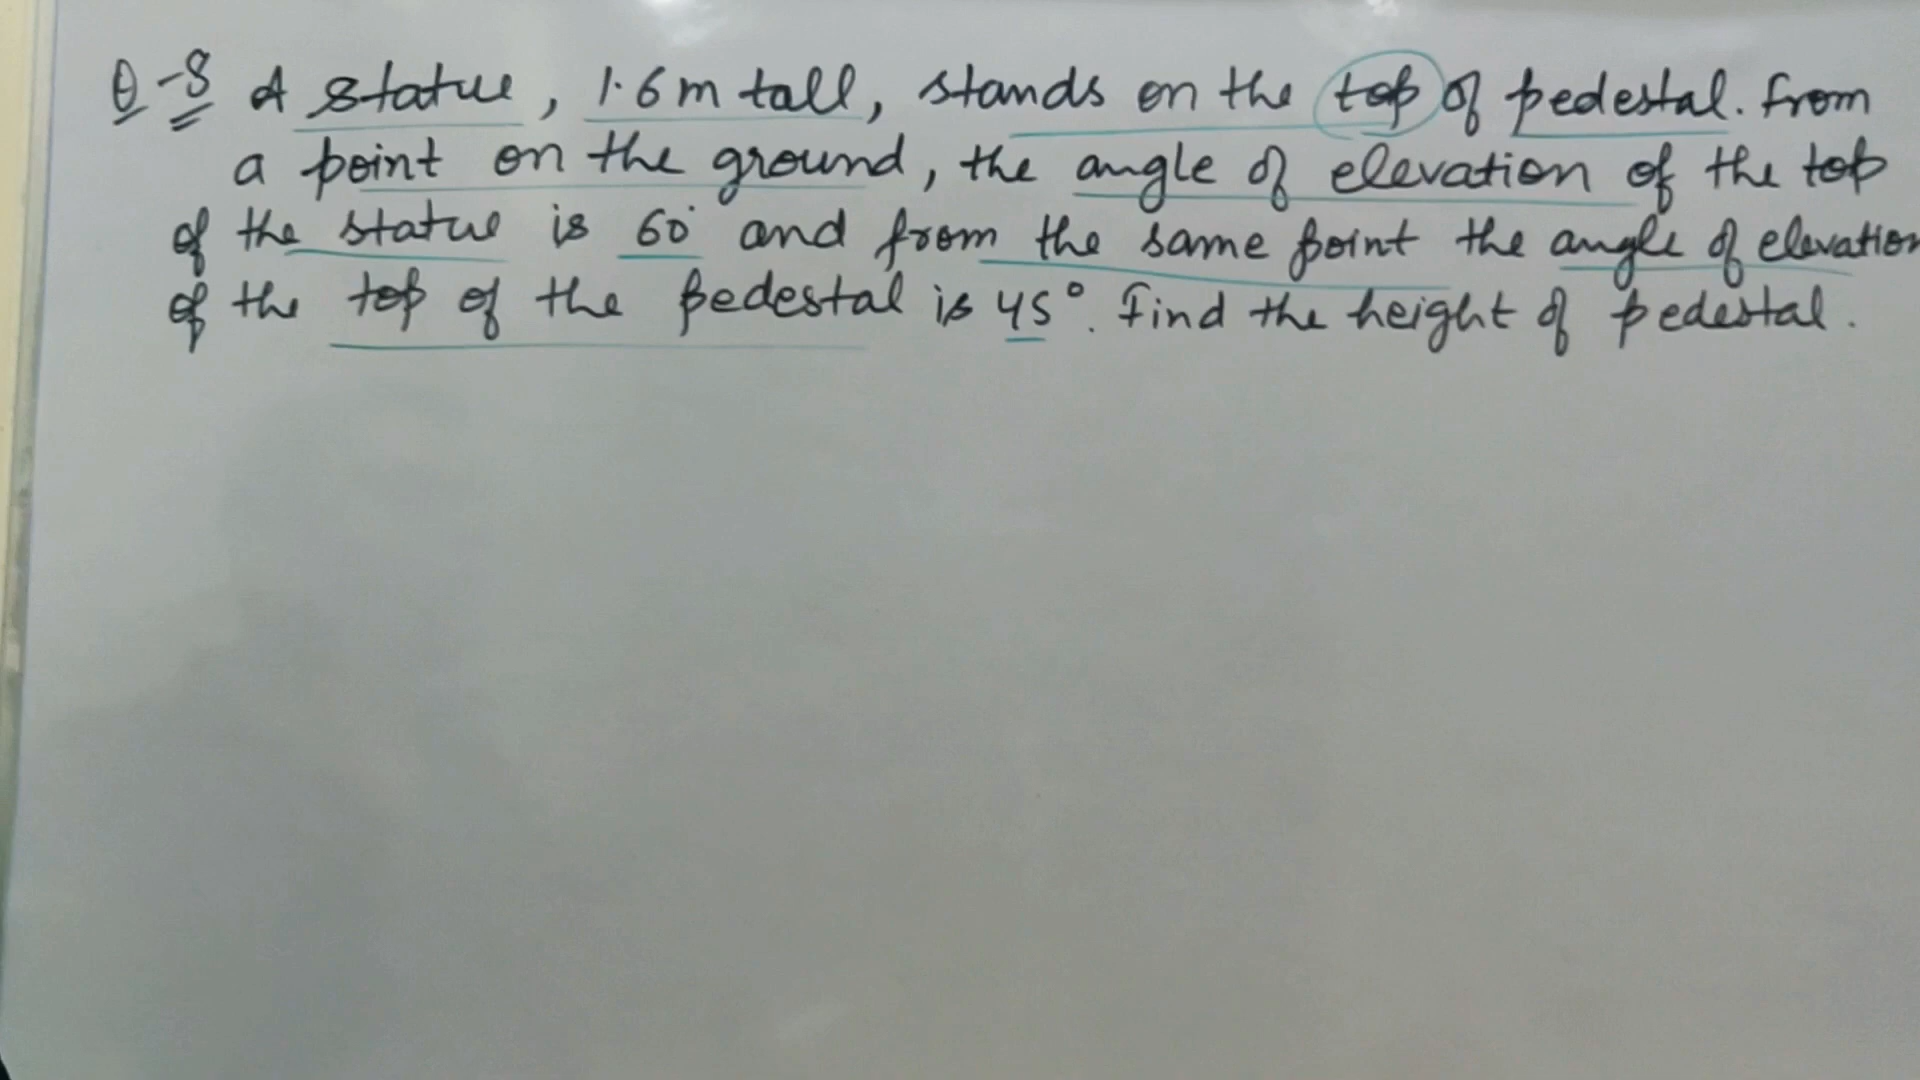 Q-8 A statue, 1.6m tall, stands on the top of pedestal. From
a point on the ground, the angle of elevation of the top
of the statue is 60° and from the same point the angle of elevation
of the top of the pedestal is 45°. Find the height of pedestal.